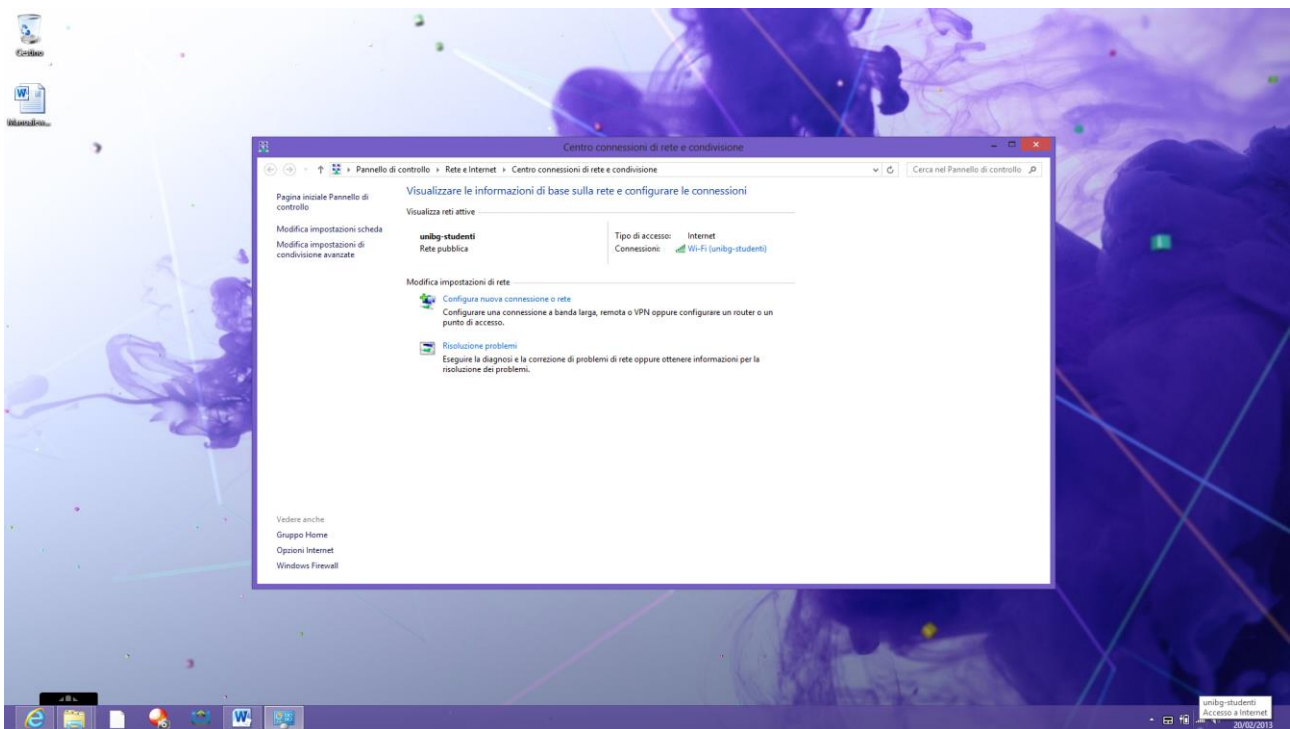 Cestino
Centro connessioni di rete e condivisione
Pannello di controllo ▸ Rete e Internet ▸ Centro connessioni di rete e condivisione
Cerca nel Pannello di controllo
Pagina iniziale Pannello di
controllo
Modifica impostazioni scheda
Modifica impostazioni di
condivisione avanzate
Visualizzare le informazioni di base sulla rete e configurare le connessioni
Visualizza reti attive
unibg-studenti
Rete pubblica
Tipo di accesso: Internet
Connessioni: Wi-Fi (unibg-studenti)
Modifica impostazioni di rete
Configura nuova connessione o rete
Configurare una connessione a banda larga, remota o VPN oppure configurare un router o un
punto di accesso.
Risoluzione problemi
Eseguire la diagnosi e la correzione di problemi di rete oppure ottenere informazioni per la
risoluzione dei problemi.
Vedere anche
Gruppo Home
Opzioni Internet
Windows Firewall
unibg-studenti
Accesso a Internet
20/02/2013